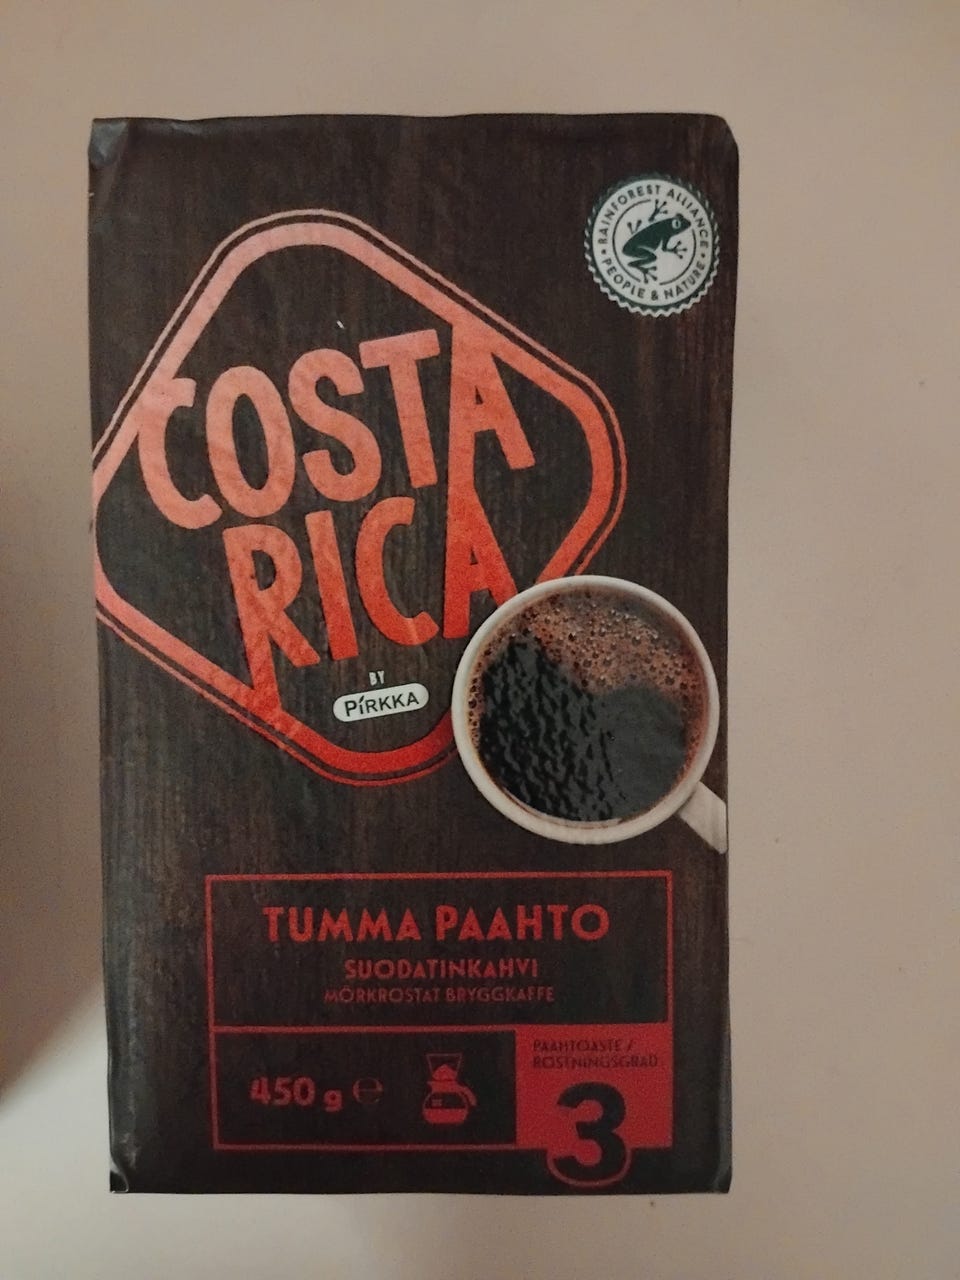 RAINFOREST ALLIANCE
PEOPLE & NATURE
COSTA
RICA
BY
PIRKKA
TUMMA PAAHTO
SUODATINKAHVI
MÖRKROSTAT BRYGGKAFFE
450 g ℮
PAAHTOASTE /
ROSTNINGSGRAD
3